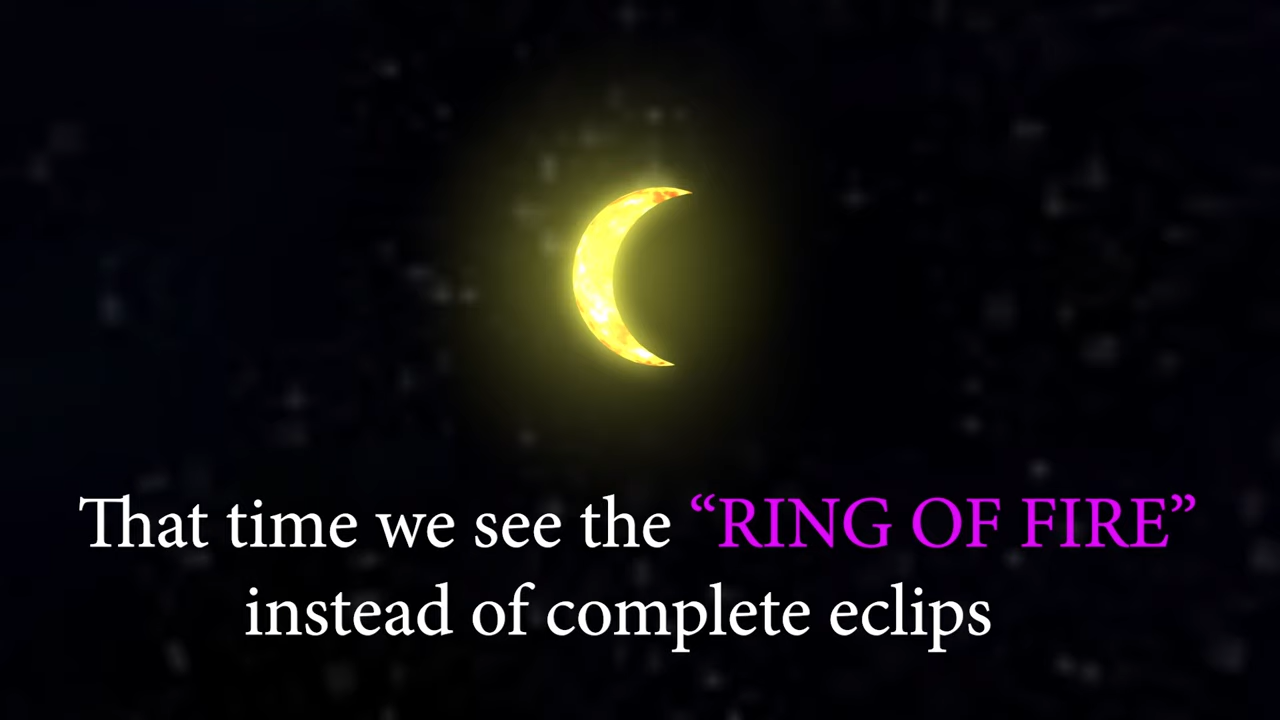 That time we see the “RING OF FIRE”
instead of complete eclips